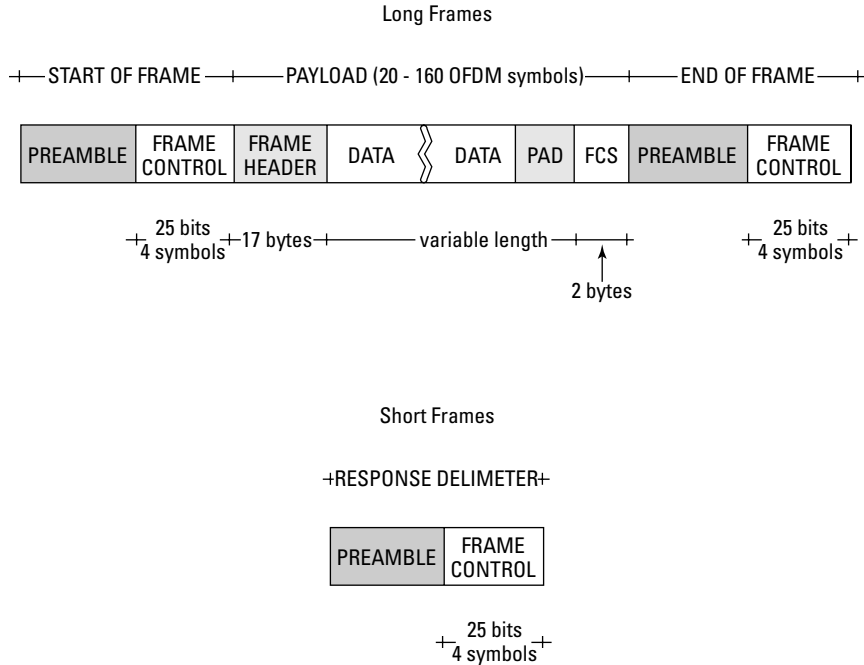 Long Frames
START OF FRAME
PAYLOAD (20 - 160 OFDM symbols)
END OF FRAME
PREAMBLE
FRAME
CONTROL
FRAME
HEADER
DATA
DATA
PAD
FCS
PREAMBLE
FRAME
CONTROL
25 bits
4 symbols
17 bytes
variable length
2 bytes
25 bits
4 symbols
Short Frames
RESPONSE DELIMETER
PREAMBLE
FRAME
CONTROL
25 bits
4 symbols